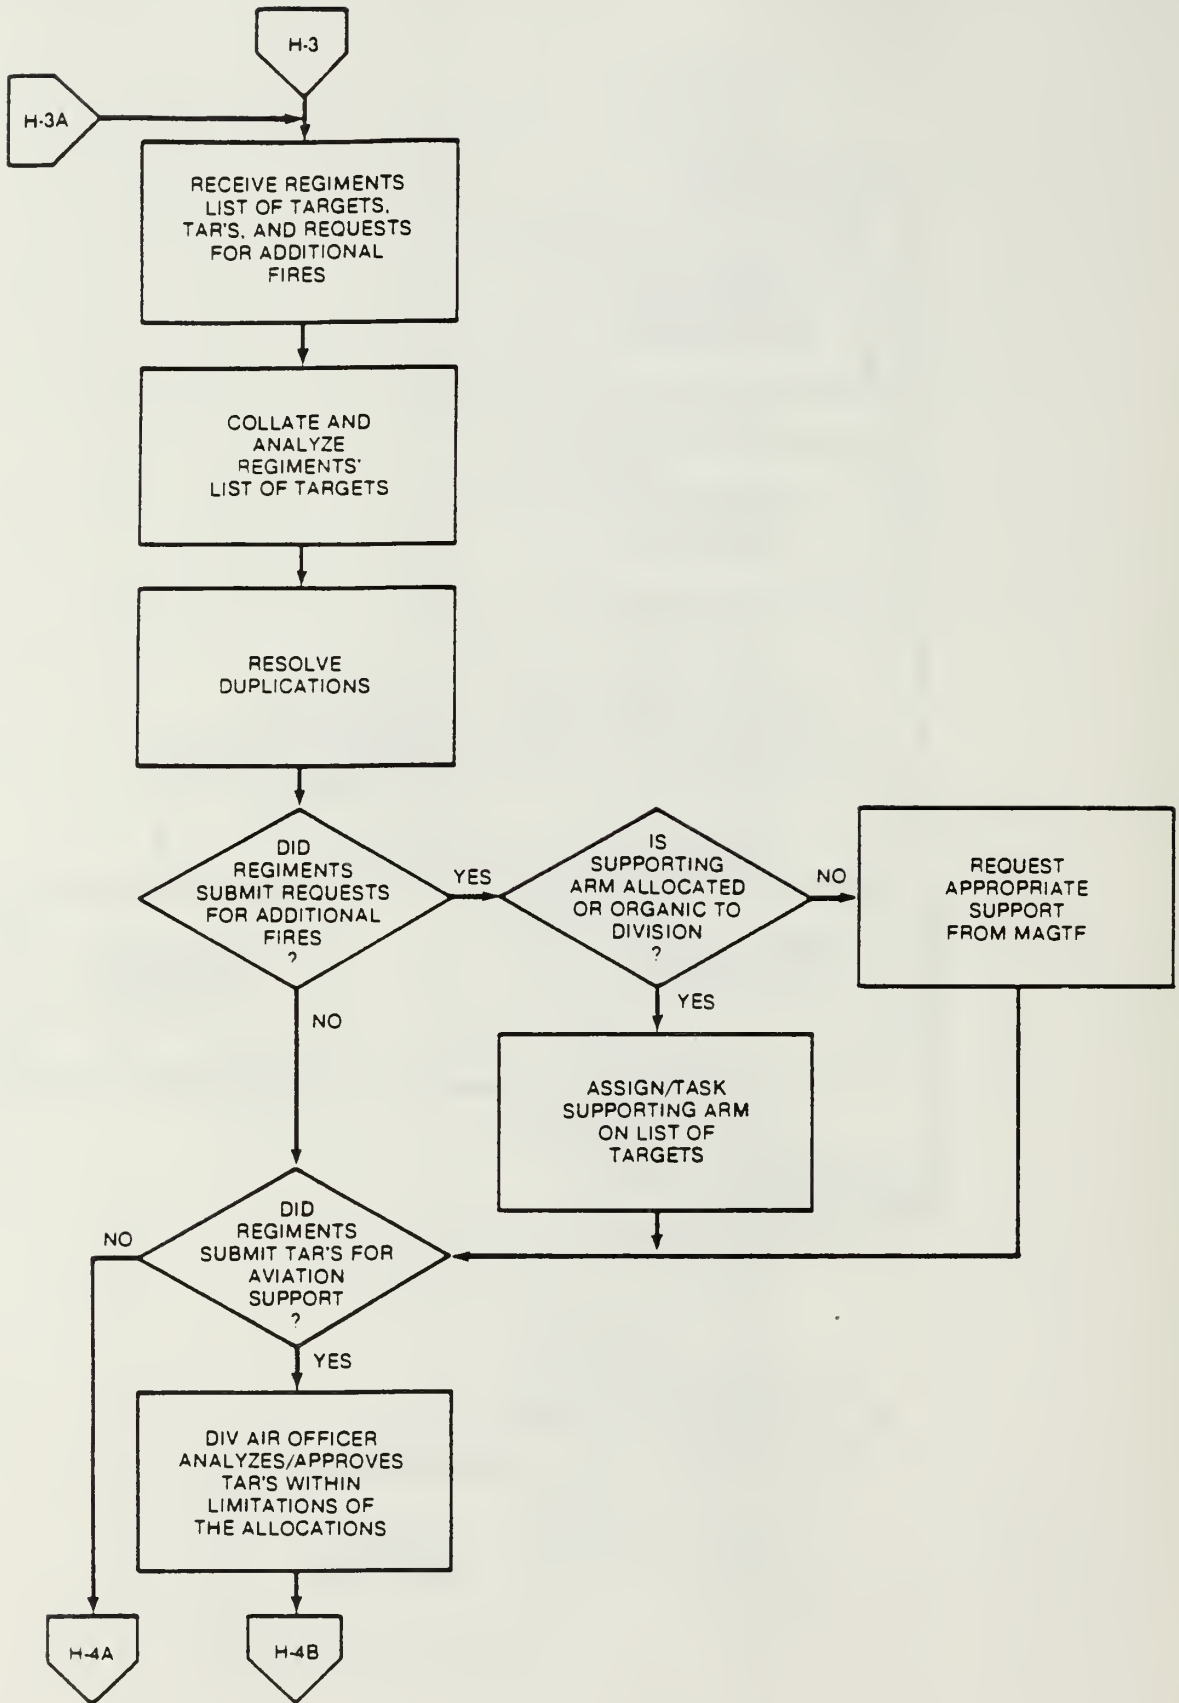 H-3
H-3A
RECEIVE REGIMENTS
LIST OF TARGETS,
TAR'S, AND REQUESTS
FOR ADDITIONAL
FIRES
COLLATE AND
ANALYZE
REGIMENTS'
LIST OF TARGETS
RESOLVE
DUPLICATIONS
DID
REGIMENTS
SUBMIT REQUESTS
FOR ADDITIONAL
FIRES
?
YES
IS
SUPPORTING
ARM ALLOCATED
OR ORGANIC TO
DIVISION
?
NO
REQUEST
APPROPRIATE
SUPPORT
FROM MAGTF
NO
YES
ASSIGN/TASK
SUPPORTING ARM
ON LIST OF
TARGETS
DID
REGIMENTS
SUBMIT TAR'S FOR
AVIATION
SUPPORT
?
NO
YES
DIV AIR OFFICER
ANALYZES/APPROVES
TAR'S WITHIN
LIMITATIONS OF
THE ALLOCATIONS
H-4A
H-4B